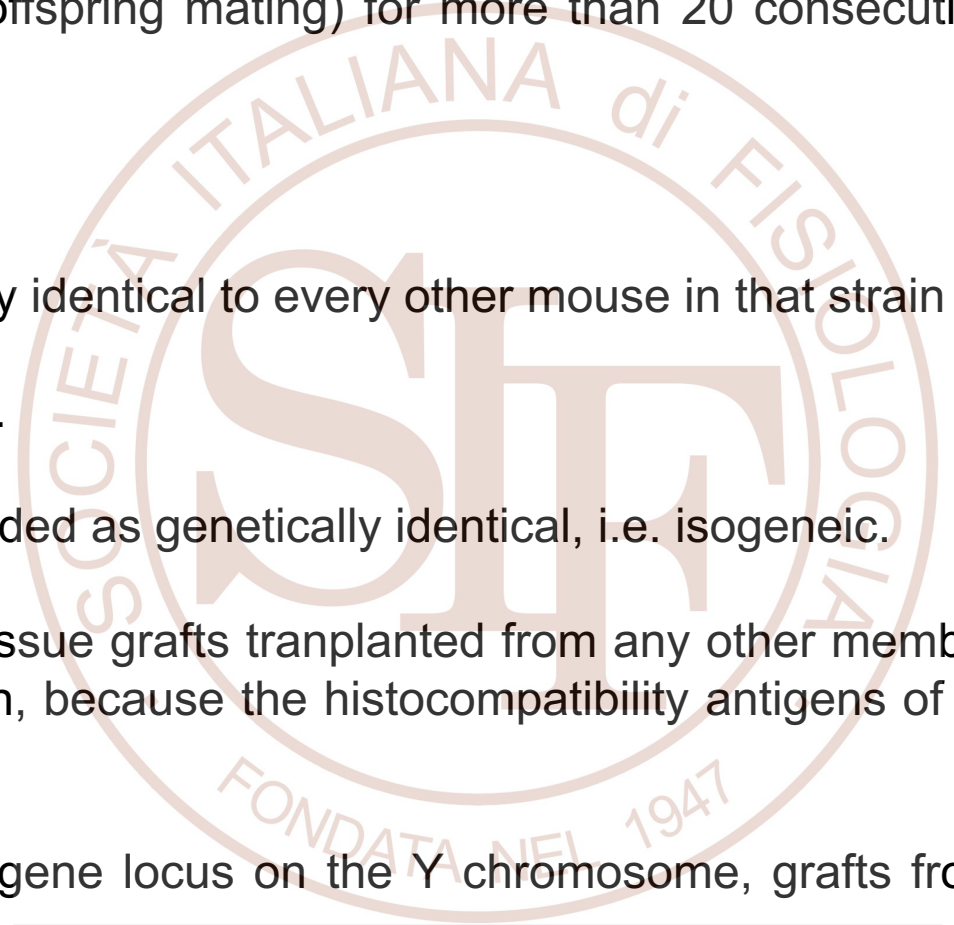 offspring mating) for more than 20 consecuti
y identical to every other mouse in that strain
.
ded as genetically identical, i.e. isogeneic.
ssue grafts tranplanted from any other memb
n, because the histocompatibility antigens of
gene locus on the Y chromosome, grafts fro
SOCIETÀ ITALIANA di FISIOLOGIA
SIF
FONDATA NEL 1947